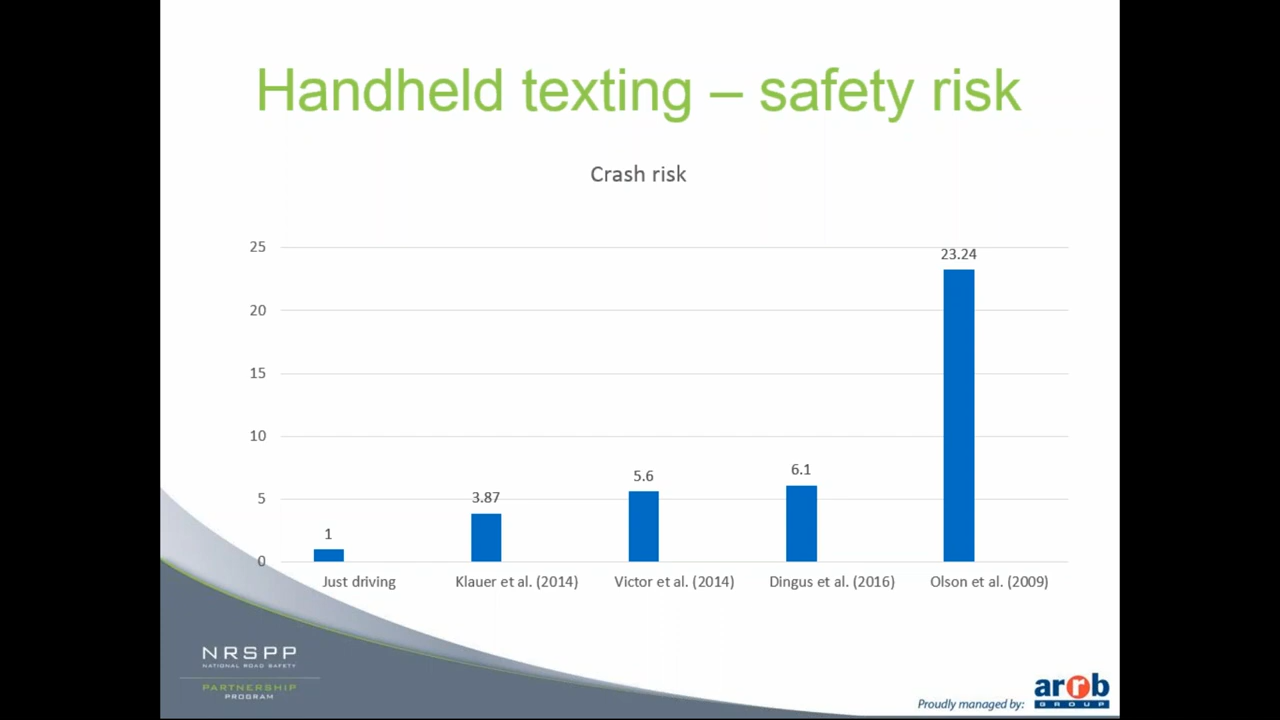 Handheld texting – safety risk
Crash risk
25
20
15
10
5
0
1
3.87
5.6
6.1
23.24
Just driving
Klauer et al. (2014)
Victor et al. (2014)
Dingus et al. (2016)
Olson et al. (2009)
NRSPP
NATIONAL ROAD SAFETY
PARTNERSHIP
PROGRAM
Proudly managed by:
arrb
GROUP